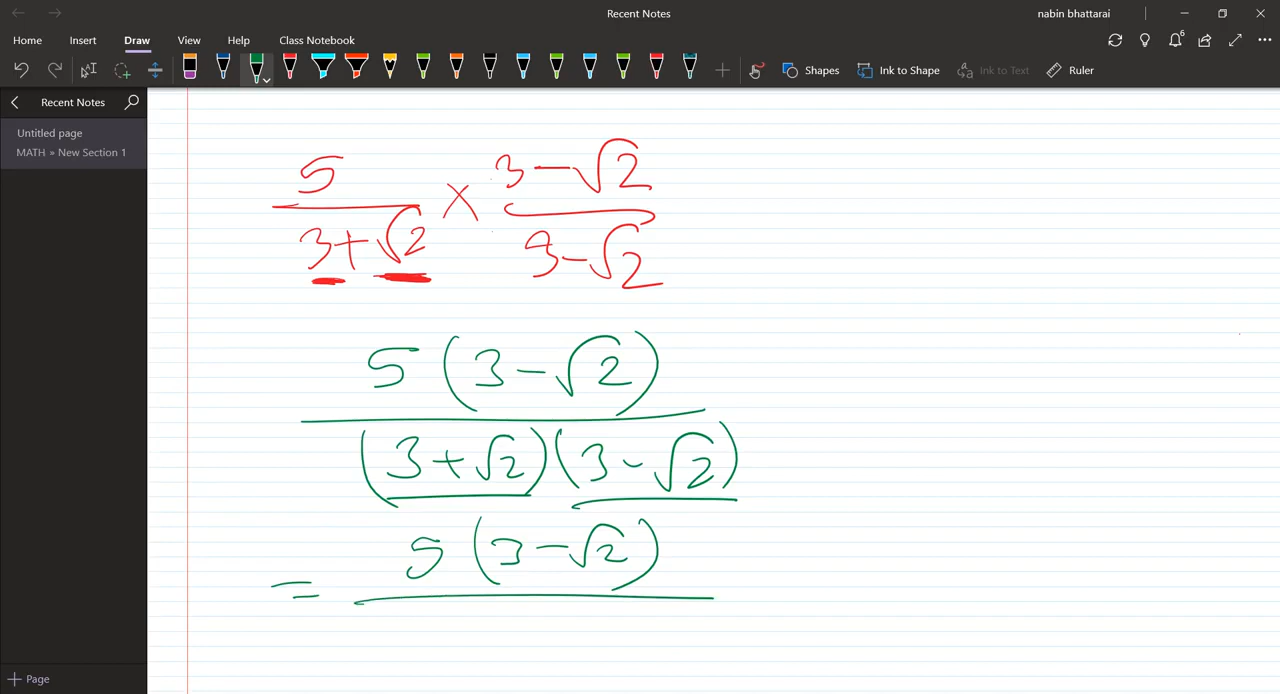 Recent Notes
nabin bhattarai
Home Insert Draw View Help Class Notebook
6
Shapes Ink to Shape Ink to Text Ruler
Recent Notes
Untitled page
MATH » New Section 1
5 / (3 + √2) × (3 − √2) / (3 − √2)
5 (3 − √2)
(3 + √2) (3 − √2)
= 5 (3 − √2)
Page